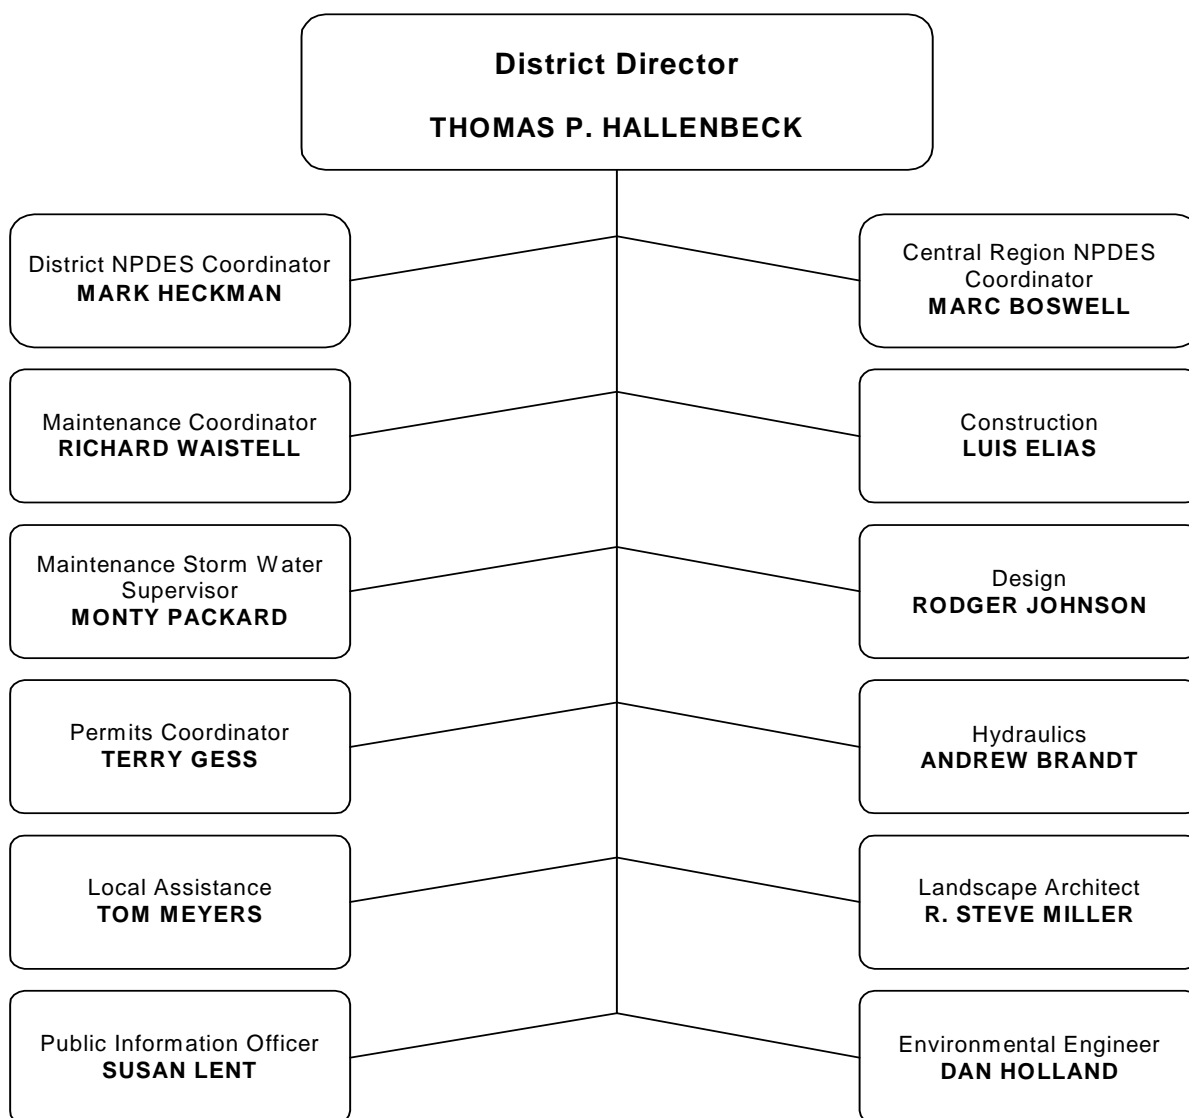 District Director
THOMAS P. HALLENBECK
District NPDES Coordinator
MARK HECKMAN
Central Region NPDES
Coordinator
MARC BOSWELL
Maintenance Coordinator
RICHARD WAISTELL
Construction
LUIS ELIAS
Maintenance Storm Water
Supervisor
MONTY PACKARD
Design
RODGER JOHNSON
Permits Coordinator
TERRY GESS
Hydraulics
ANDREW BRANDT
Local Assistance
TOM MEYERS
Landscape Architect
R. STEVE MILLER
Public Information Officer
SUSAN LENT
Environmental Engineer
DAN HOLLAND